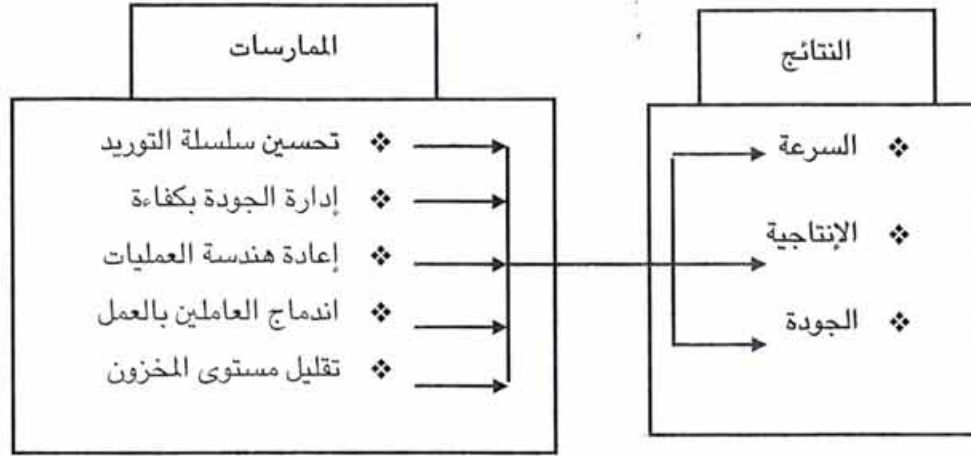 الممارسات
❖ تحسين سلسلة التوريد
❖ إدارة الجودة بكفاءة
❖ إعادة هندسة العمليات
❖ اندماج العاملين بالعمل
❖ تقليل مستوى المخزون
النتائج
❖ السرعة
❖ الإنتاجية
❖ الجودة